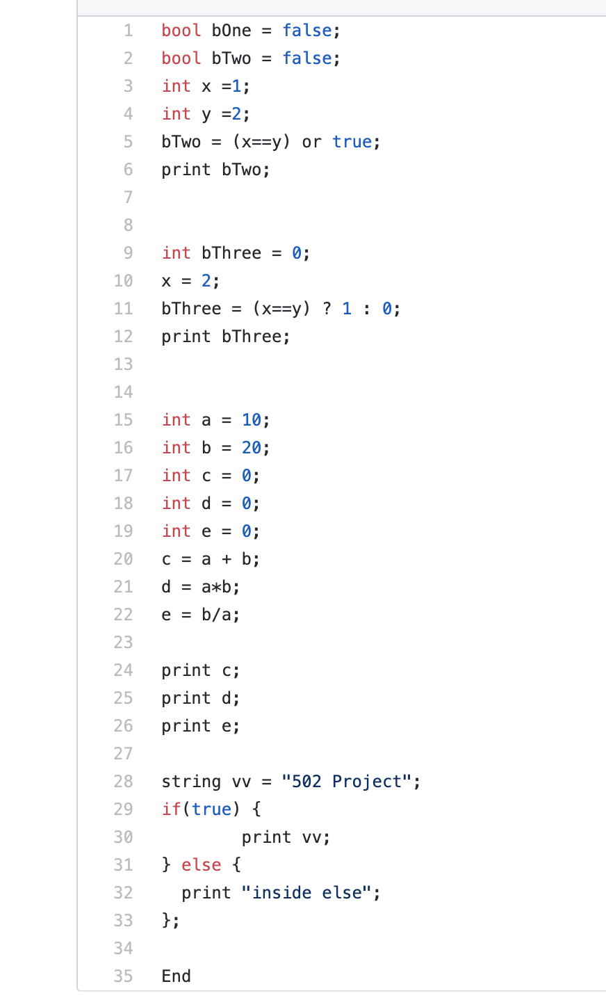 1 bool bOne = false;
2 bool bTwo = false;
3 int x =1;
4 int y =2;
5 bTwo = (x==y) or true;
6 print bTwo;
7
8
9 int bThree = 0;
10 x = 2;
11 bThree = (x==y) ? 1 : 0;
12 print bThree;
13
14
15 int a = 10;
16 int b = 20;
17 int c = 0;
18 int d = 0;
19 int e = 0;
20 c = a + b;
21 d = a*b;
22 e = b/a;
23
24 print c;
25 print d;
26 print e;
27
28 string vv = "502 Project";
29 if(true) {
30         print vv;
31 } else {
32   print "inside else";
33 };
34
35 End